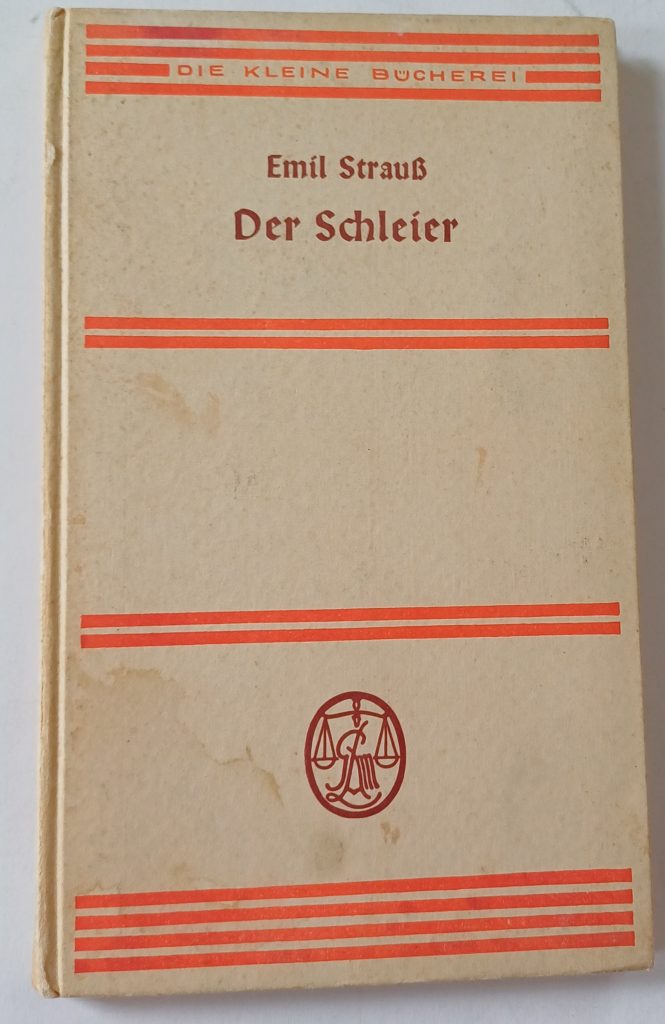 DIE KLEINE BÜCHEREI
Emil Strauß
Der Schleier